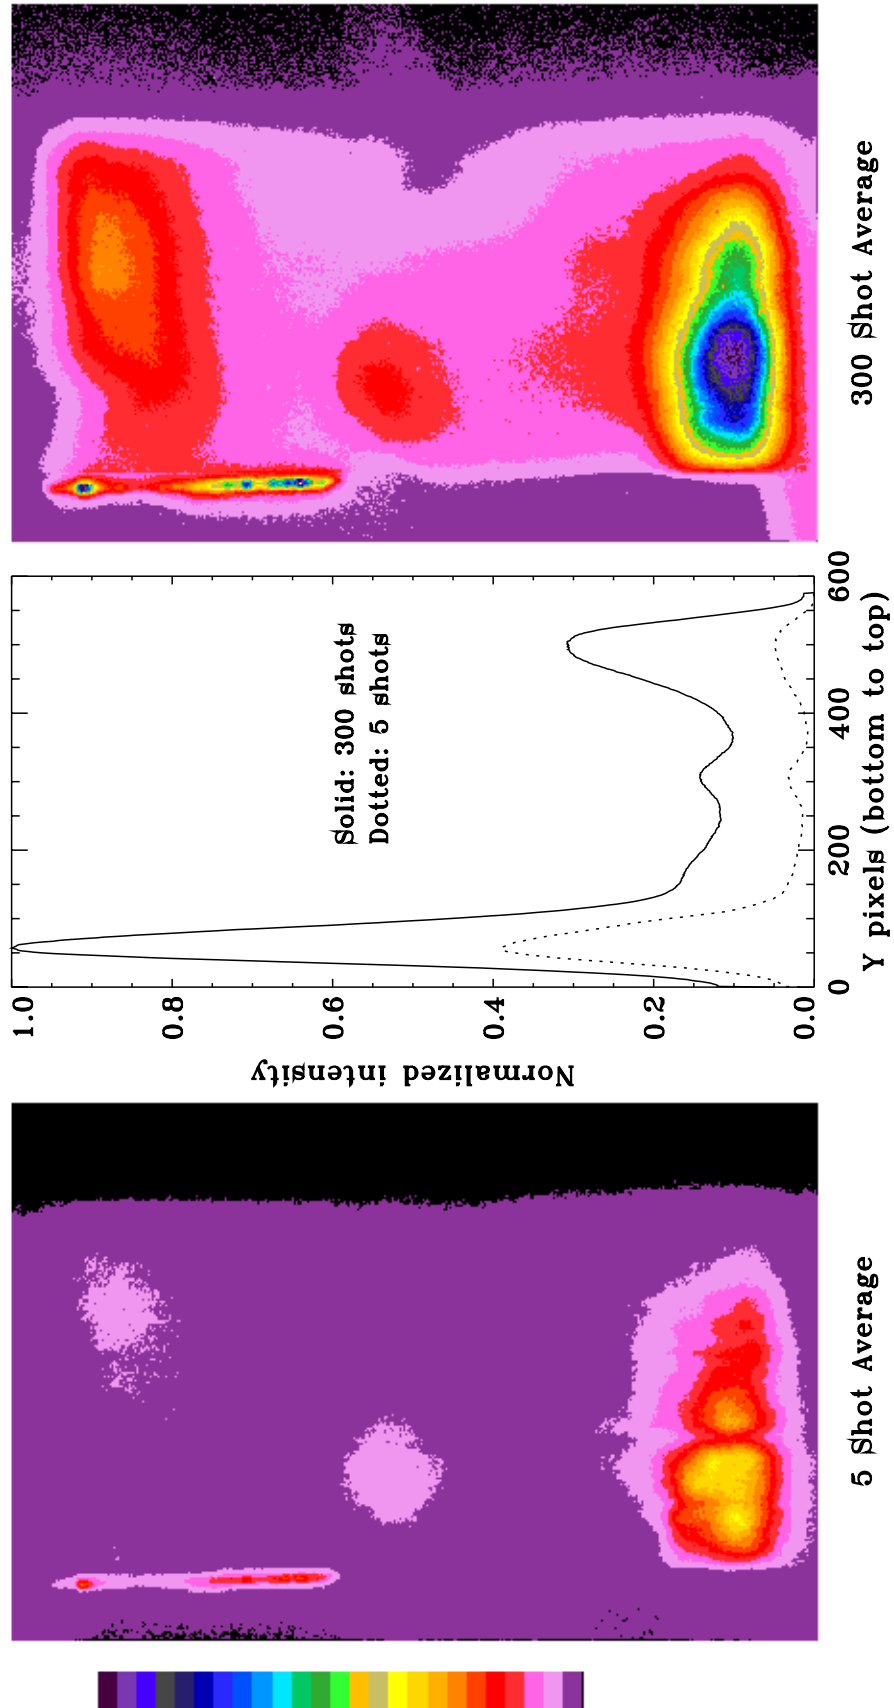 5 Shot Average
Normalized intensity
1.0
0.8
0.6
0.4
0.2
0.0
0
200
400
600
Y pixels (bottom to top)
Solid: 300 shots
Dotted: 5 shots
300 Shot Average